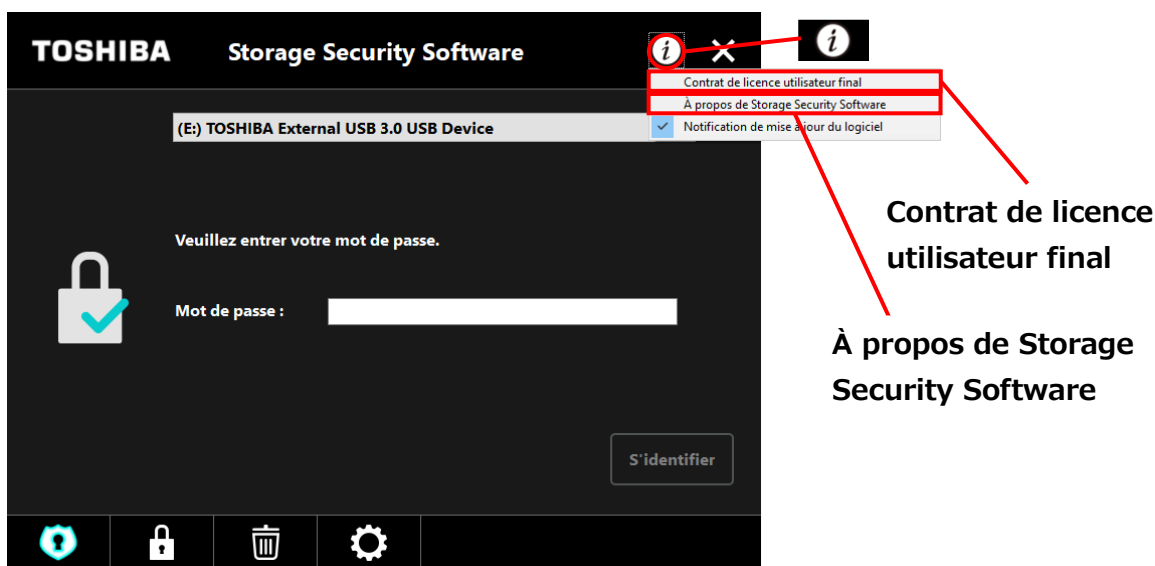 TOSHIBA Storage Security Software
Contrat de licence utilisateur final
À propos de Storage Security Software
Notification de mise à jour du logiciel
(E:) TOSHIBA External USB 3.0 USB Device
Veuillez entrer votre mot de passe.
Mot de passe :
S'identifier
Contrat de licence
utilisateur final
À propos de Storage
Security Software